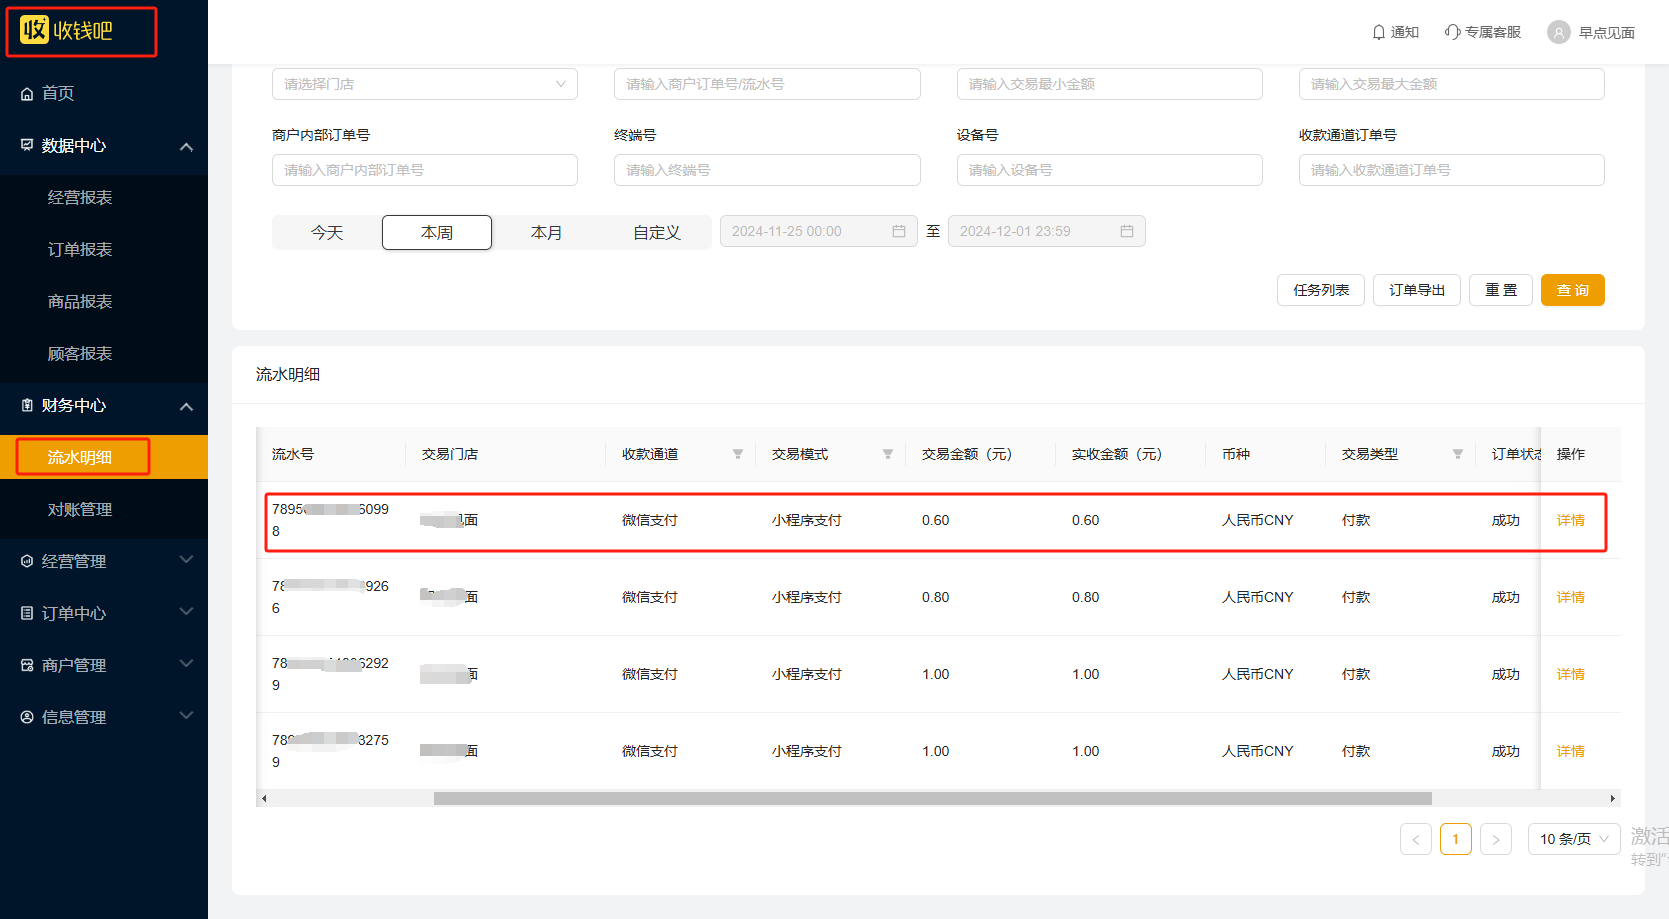 收 收钱吧
通知 专属客服 早点见面
首页
数据中心
经营报表
订单报表
商品报表
顾客报表
财务中心
流水明细
对账管理
经营管理
订单中心
商户管理
信息管理
请选择门店 请输入商户订单号/流水号 请输入交易最小金额 请输入交易最大金额
商户内部订单号 终端号 设备号 收款通道订单号
请输入商户内部订单号 请输入终端号 请输入设备号 请输入收款通道订单号
今天 本周 本月 自定义 2024-11-25 00:00 至 2024-12-01 23:59
任务列表 订单导出 重置 查询
流水明细
流水号 交易门店 收款通道 交易模式 交易金额（元） 实收金额（元） 币种 交易类型 订单状态 操作
7895 6099
8 面 微信支付 小程序支付 0.60 0.60 人民币CNY 付款 成功 详情
78 926
6 面 微信支付 小程序支付 0.80 0.80 人民币CNY 付款 成功 详情
78 6292
9 面 微信支付 小程序支付 1.00 1.00 人民币CNY 付款 成功 详情
78 3275
9 面 微信支付 小程序支付 1.00 1.00 人民币CNY 付款 成功 详情
< 1 > 10 条/页
激活
转到"